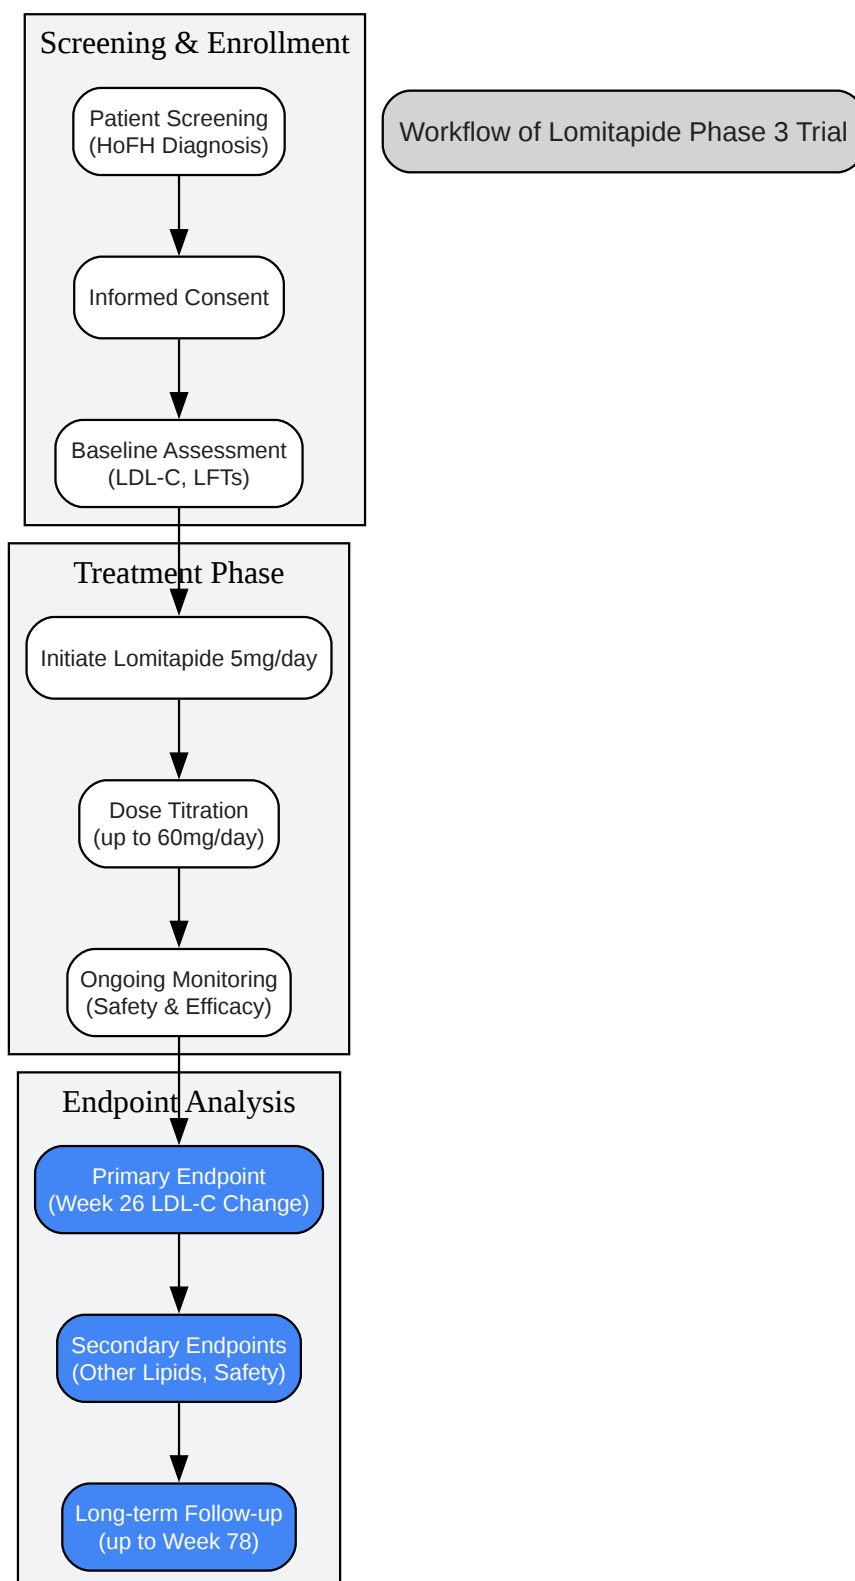 Screening & Enrollment
Patient Screening
(HoFH Diagnosis)
Workflow of Lomitapide Phase 3 Trial
Informed Consent
Baseline Assessment
(LDL-C, LFTs)
Treatment Phase
Initiate Lomitapide 5mg/day
Dose Titration
(up to 60mg/day)
Ongoing Monitoring
(Safety & Efficacy)
Endpoint Analysis
Primary Endpoint
(Week 26 LDL-C Change)
Secondary Endpoints
(Other Lipids, Safety)
Long-term Follow-up
(up to Week 78)